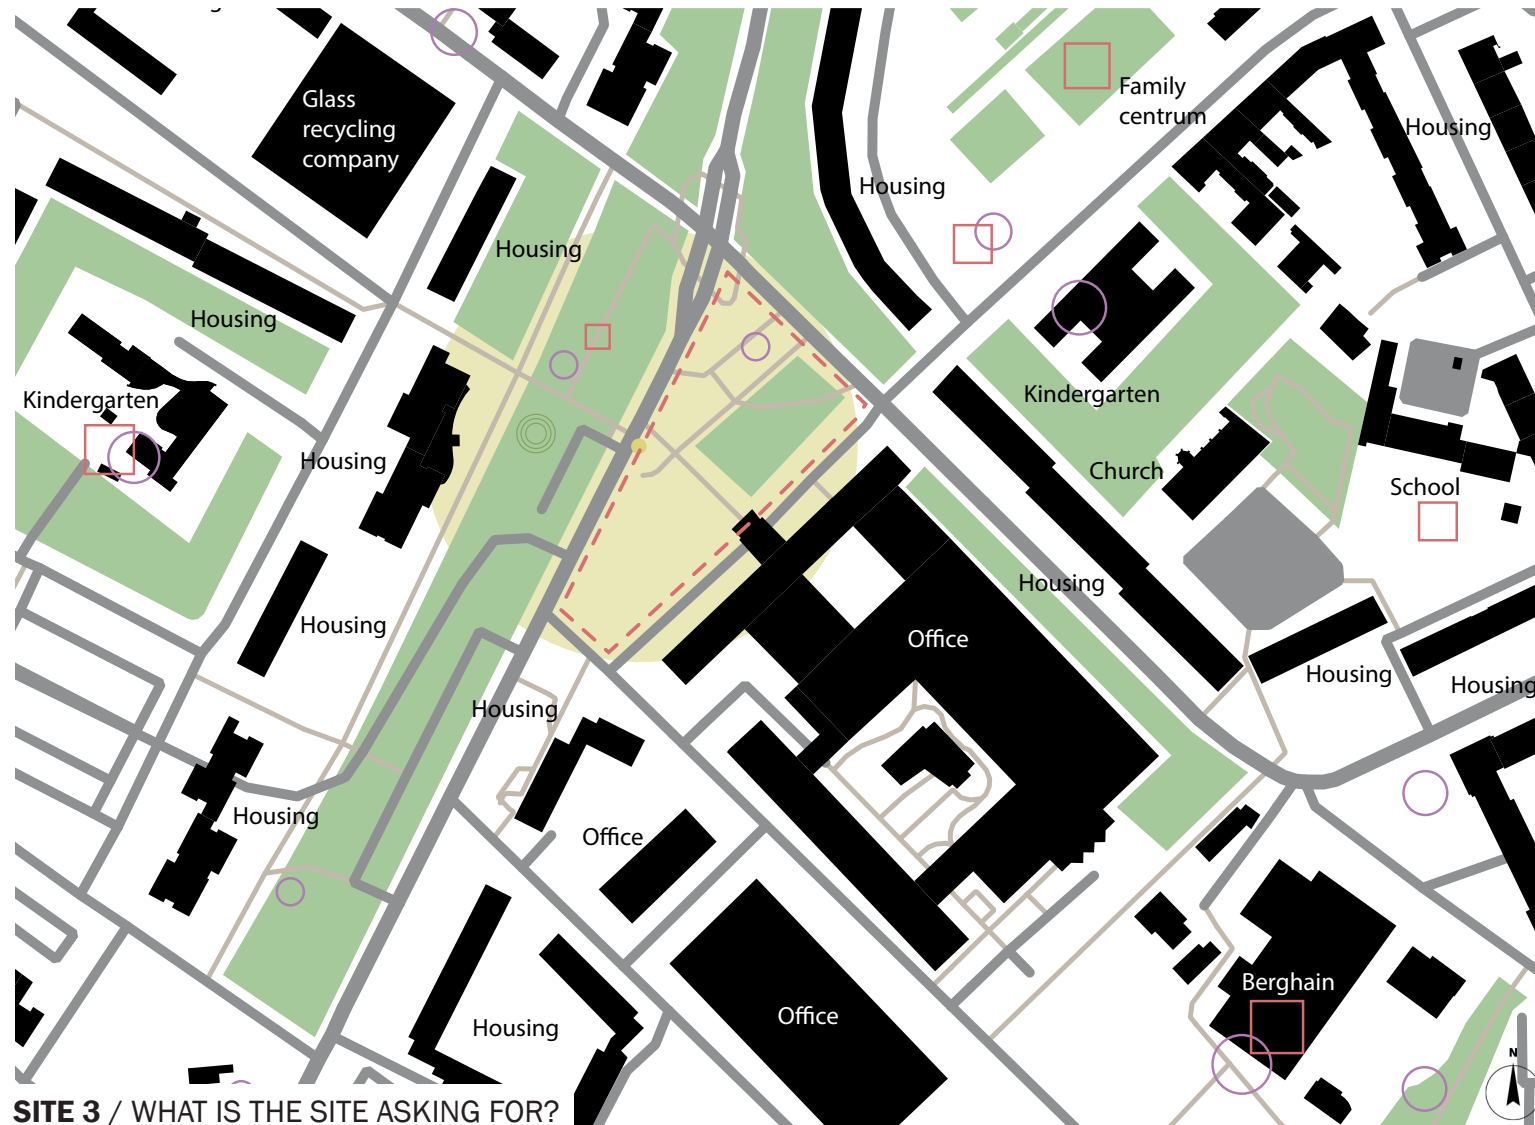 Glass
recycling
company
Family
centrum
Housing
Housing
Housing
Housing
Kindergarten
Kindergarten
Housing
Church
School
Housing
Housing
Office
Housing
Housing
Housing
Housing
Office
Berghain
Office
Housing
N
SITE 3 / WHAT IS THE SITE ASKING FOR?